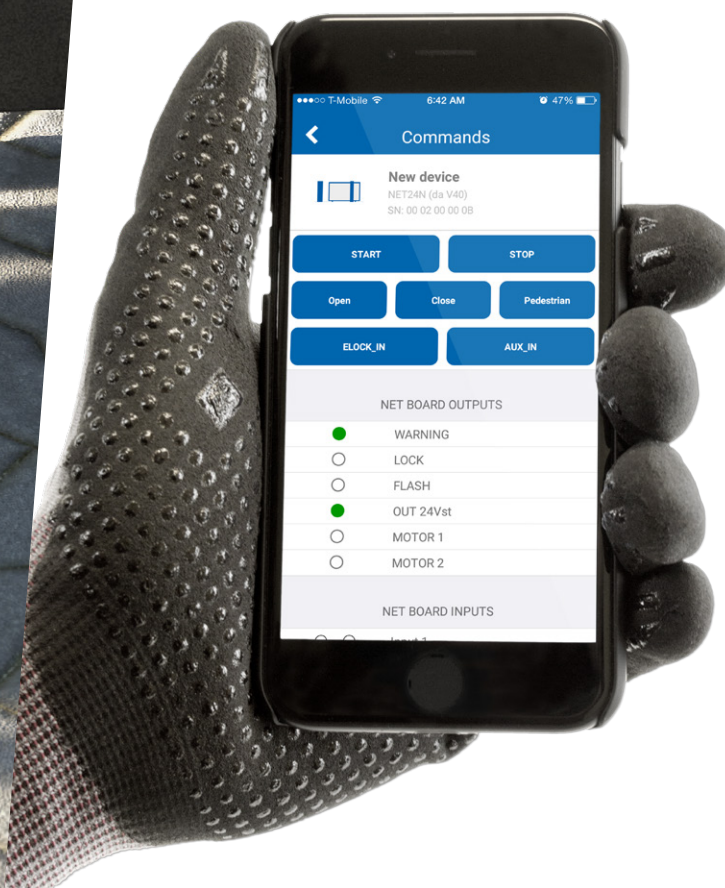 ●●●○○ T-Mobile 6:42 AM 47%
Commands
New device
NET24N (da V40)
SN: 00 02 00 00 0B
START STOP
Open Close Pedestrian
ELOCK_IN AUX_IN
NET BOARD OUTPUTS
WARNING
LOCK
FLASH
OUT 24Vst
MOTOR 1
MOTOR 2
NET BOARD INPUTS
Input 1